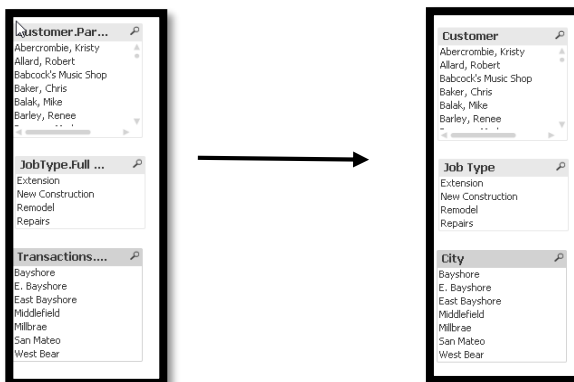 Customer.Par...
Abercrombie, Kristy
Allard, Robert
Babcock's Music Shop
Baker, Chris
Balak, Mike
Barley, Renee
JobType.Full ...
Extension
New Construction
Remodel
Repairs
Transactions....
Bayshore
E. Bayshore
East Bayshore
Middlefield
Millbrae
San Mateo
West Bear
Customer
Abercrombie, Kristy
Allard, Robert
Babcock's Music Shop
Baker, Chris
Balak, Mike
Barley, Renee
Job Type
Extension
New Construction
Remodel
Repairs
City
Bayshore
E. Bayshore
East Bayshore
Middlefield
Millbrae
San Mateo
West Bear